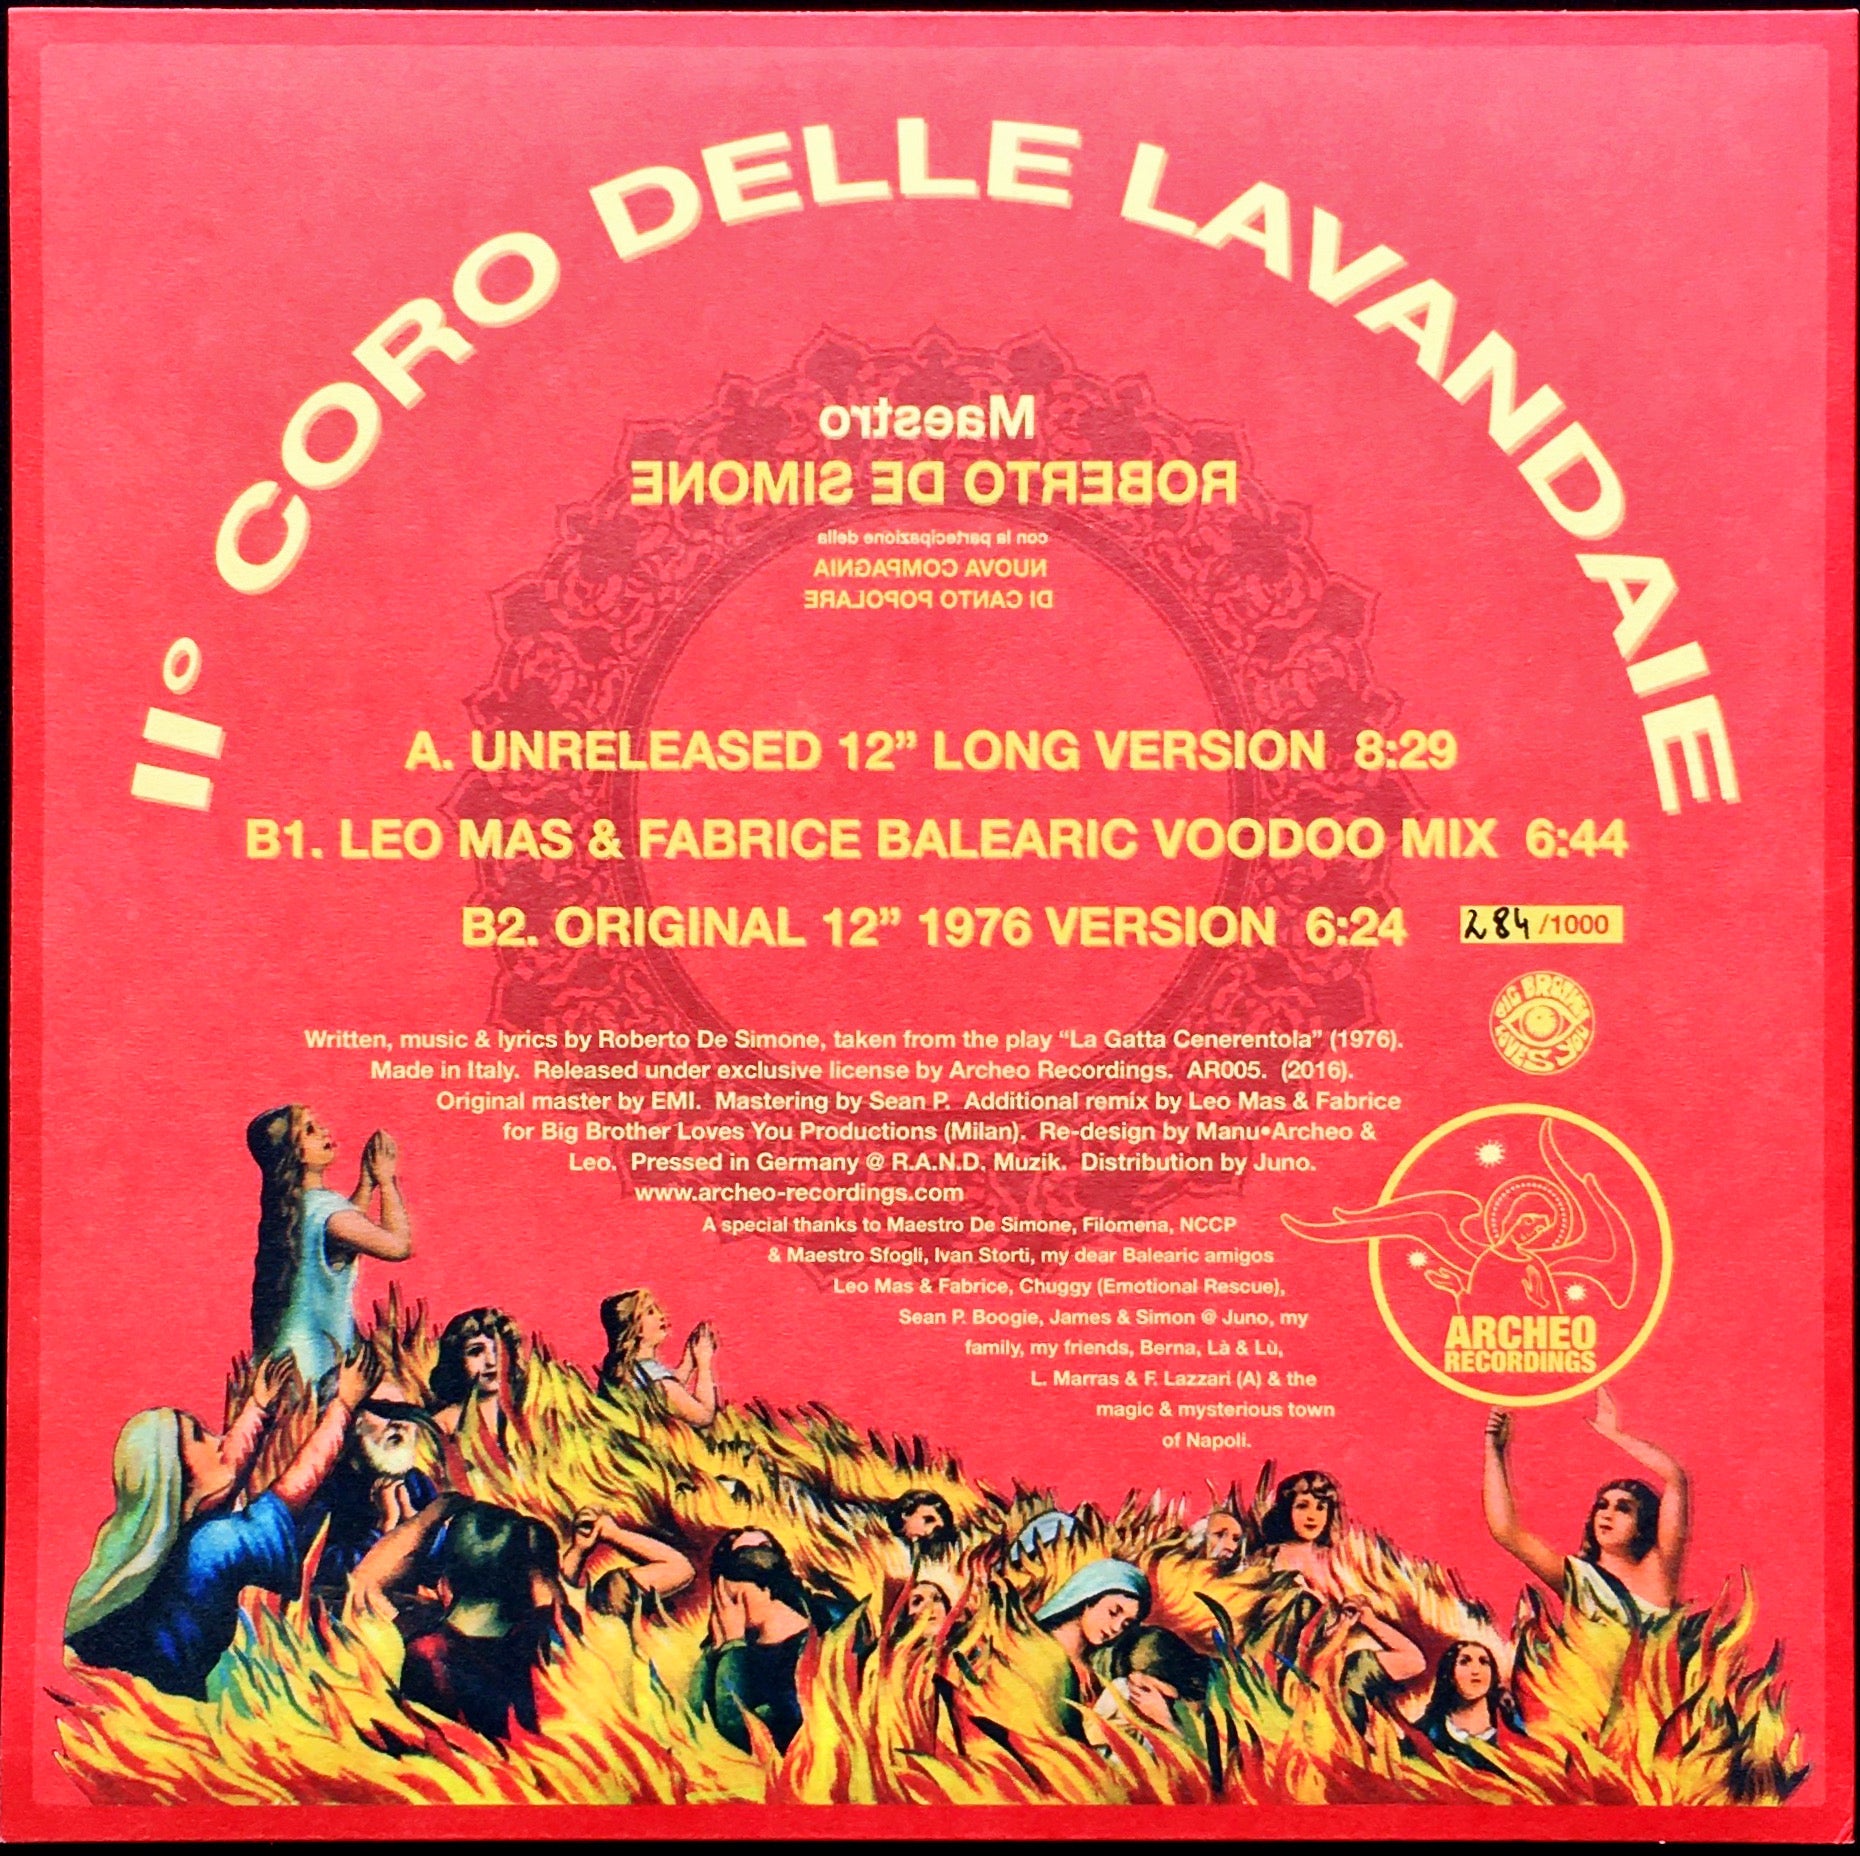 II° CORO DELLE LAVANDAIE
Maestro
ROBERTO DE SIMONE
con la partecipazione della
NUOVA COMPAGNIA
DI CANTO POPOLARE
A. UNRELEASED 12” LONG VERSION 8:29
B1. LEO MAS & FABRICE BALEARIC VOODOO MIX 6:44
B2. ORIGINAL 12” 1976 VERSION 6:24
284/1000
BIG BROTHER LOVES YOU
Written, music & lyrics by Roberto De Simone, taken from the play “La Gatta Cenerentola” (1976).
Made in Italy. Released under exclusive license by Archeo Recordings. AR005. (2016).
Original master by EMI. Mastering by Sean P. Additional remix by Leo Mas & Fabrice
for Big Brother Loves You Productions (Milan). Re-design by Manu•Archeo &
Leo. Pressed in Germany @ R.A.N.D. Muzik. Distribution by Juno.
www.archeo-recordings.com
A special thanks to Maestro De Simone, Filomena, NCCP
& Maestro Sfogli, Ivan Storti, my dear Balearic amigos
Leo Mas & Fabrice, Chuggy (Emotional Rescue),
Sean P. Boogie, James & Simon @ Juno, my
family, my friends, Berna, Là & Lù,
L. Marras & F. Lazzari (A) & the
magic & mysterious town
of Napoli.
ARCHEO
RECORDINGS